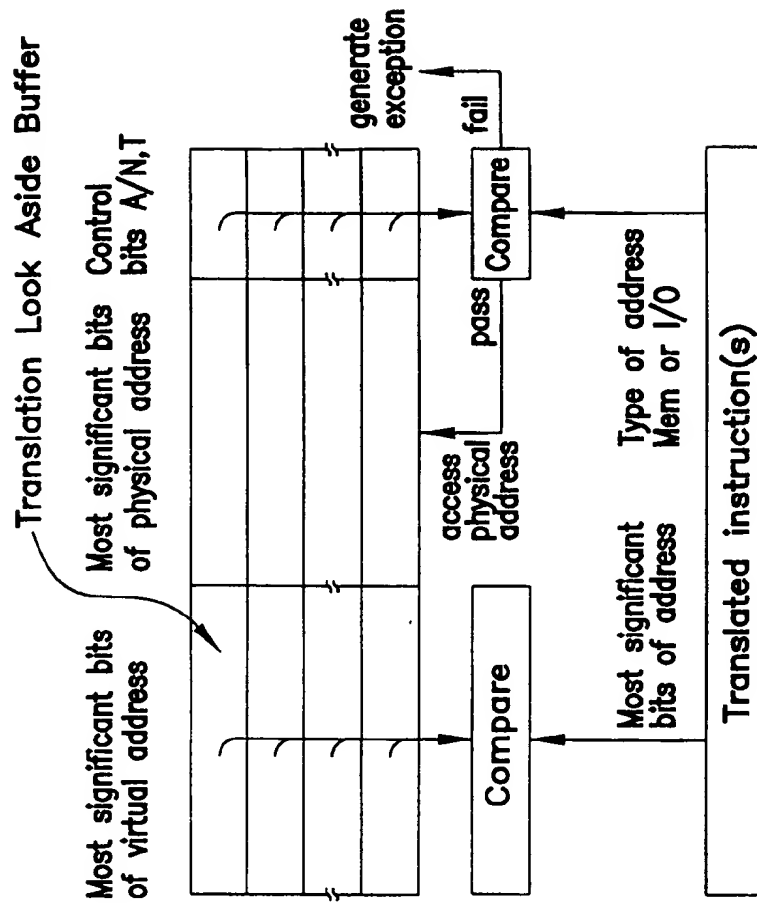 Translation Look Aside Buffer
Most significant bits
of virtual address
Most significant bits
of physical address
Control
bits A/N,T
generate
exception
fail
Compare
pass
access
physical
address
Compare
Most significant
bits of address
Type of address
Mem or I/O
Translated instruction(s)